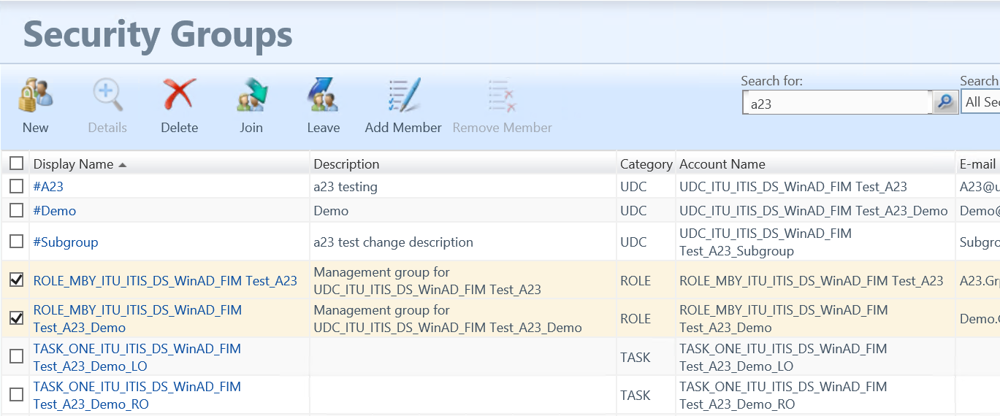 Security Groups
Search for:
Search
a23
All Sec
New
Details
Delete
Join
Leave
Add Member
Remove Member
Display Name
Description
Category
Account Name
E-mail
#A23
a23 testing
UDC
UDC_ITU_ITIS_DS_WinAD_FIM Test_A23
A23@u
#Demo
Demo
UDC
UDC_ITU_ITIS_DS_WinAD_FIM Test_A23_Demo
Demo@
#Subgroup
a23 test change description
UDC
UDC_ITU_ITIS_DS_WinAD_FIM
Test_A23_Subgroup
Subgro
ROLE_MBY_ITU_ITIS_DS_WinAD_FIM Test_A23
Management group for
UDC_ITU_ITIS_DS_WinAD_FIM Test_A23
ROLE
ROLE_MBY_ITU_ITIS_DS_WinAD_FIM Test_A23
A23.Grp
ROLE_MBY_ITU_ITIS_DS_WinAD_FIM
Test_A23_Demo
Management group for
UDC_ITU_ITIS_DS_WinAD_FIM Test_A23_Demo
ROLE
ROLE_MBY_ITU_ITIS_DS_WinAD_FIM
Test_A23_Demo
Demo.G
TASK_ONE_ITU_ITIS_DS_WinAD_FIM
Test_A23_Demo_LO
TASK
TASK_ONE_ITU_ITIS_DS_WinAD_FIM
Test_A23_Demo_LO
TASK_ONE_ITU_ITIS_DS_WinAD_FIM
Test_A23_Demo_RO
TASK
TASK_ONE_ITU_ITIS_DS_WinAD_FIM
Test_A23_Demo_RO